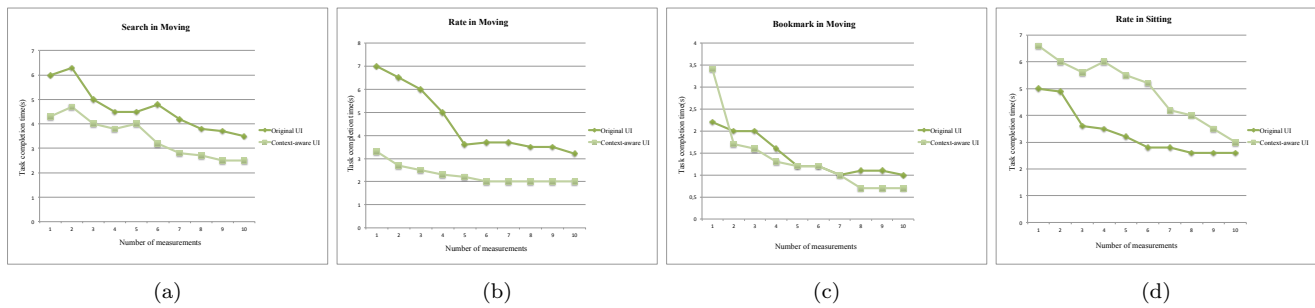 Search in Moving
Task completion time(s)
7
6
5
4
3
2
1
0
1 2 3 4 5 6 7 8 9 10
Number of measurements
Original UI
Context-aware UI
(a)
Rate in Moving
Task completion time(s)
8
7
6
5
4
3
2
1
0
1 2 3 4 5 6 7 8 9 10
Number of measurements
Original UI
Context-aware UI
(b)
Bookmark in Moving
Task completion time(s)
4
3,5
3
2,5
2
1,5
1
0,5
0
1 2 3 4 5 6 7 8 9 10
Number of measurements
Original UI
Context-aware UI
(c)
Rate in Sitting
Task completion time(s)
7
6
5
4
3
2
1
0
1 2 3 4 5 6 7 8 9 10
Number of measurements
Original UI
Context-aware UI
(d)